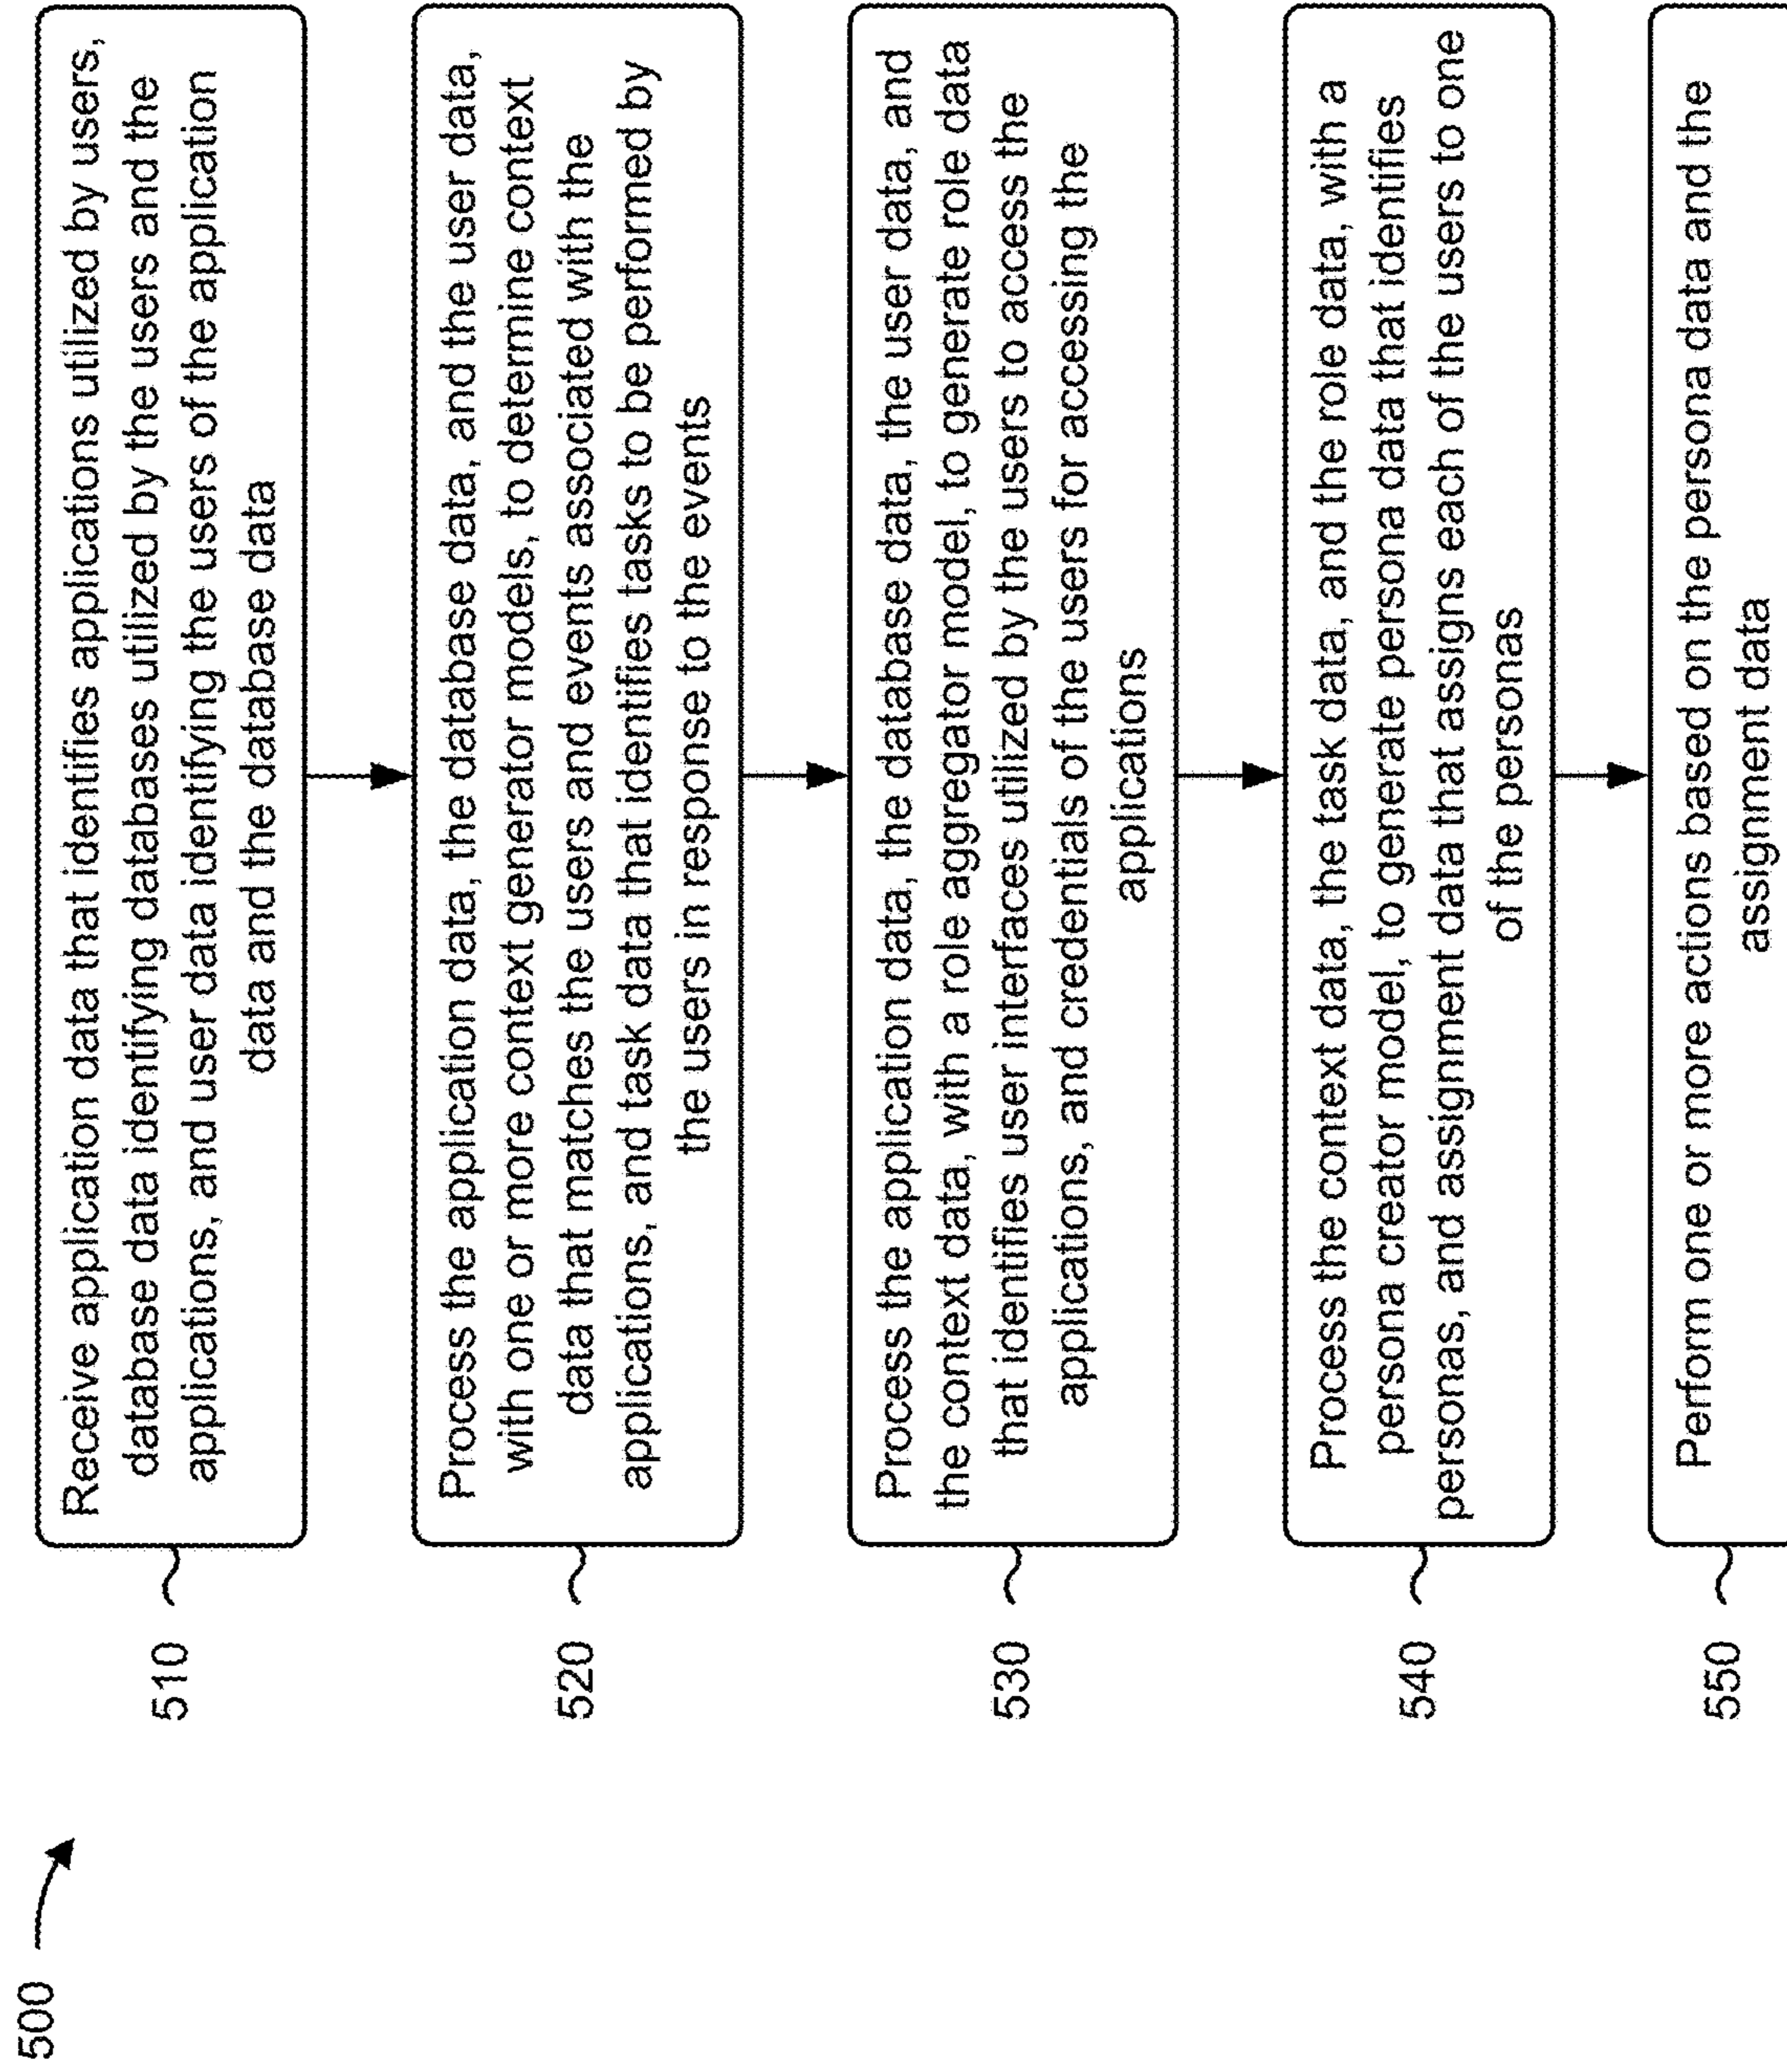 500
510
Receive application data that identifies applications utilized by users,
database data identifying databases utilized by the users and the
applications, and user data identifying the users of the application
data and the database data
520
Process the application data, the database data, and the user data,
with one or more context generator models, to determine context
data that matches the users and events associated with the
applications, and task data that identifies tasks to be performed by
the users in response to the events
530
Process the application data, the database data, the user data, and
the context data, with a role aggregator model, to generate role data
that identifies user interfaces utilized by the users to access the
applications, and credentials of the users for accessing the
applications
540
Process the context data, the task data, and the role data, with a
persona creator model, to generate persona data that identifies
personas, and assignment data that assigns each of the users to one
of the personas
550
Perform one or more actions based on the persona data and the
assignment data